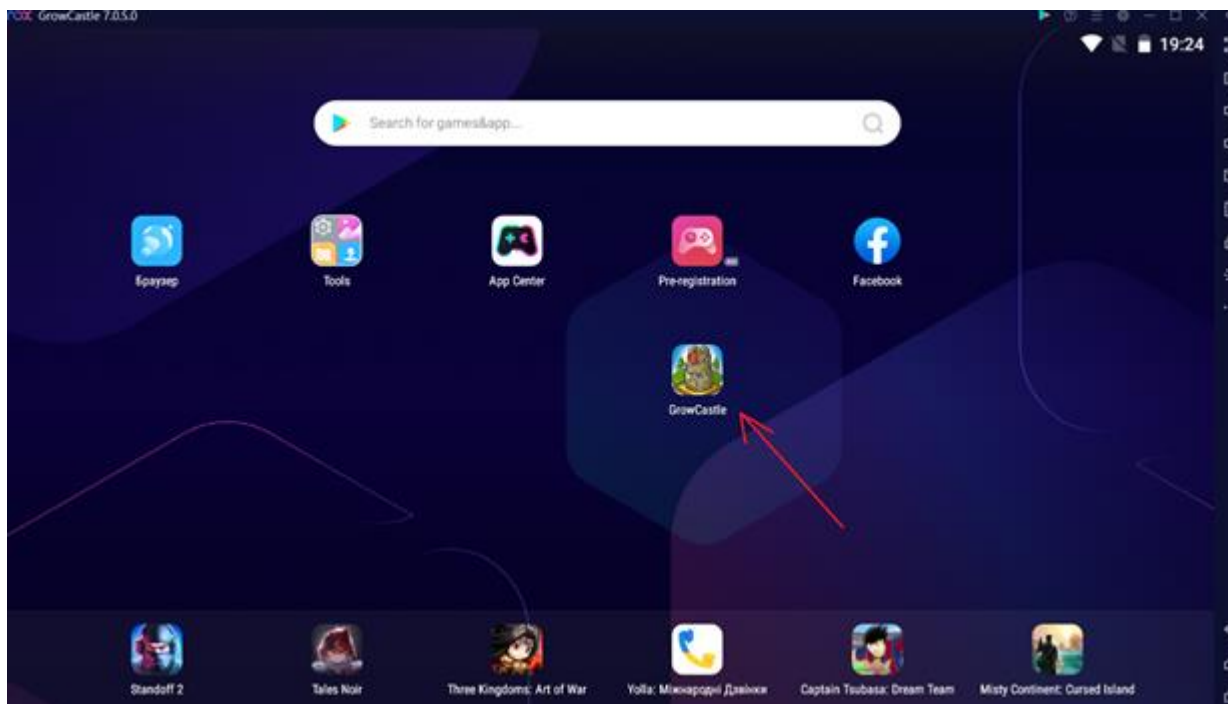 nox GrowCastle 7.0.5.0
19:24
Search for games&app...
Браузер
Tools
App Center
Pre-registration
Facebook
GrowCastle
Standoff 2
Tales Noir
Three Kingdoms: Art of War
Yolla: Міжнародні Дзвінки
Captain Tsubasa: Dream Team
Misty Continent: Cursed Island